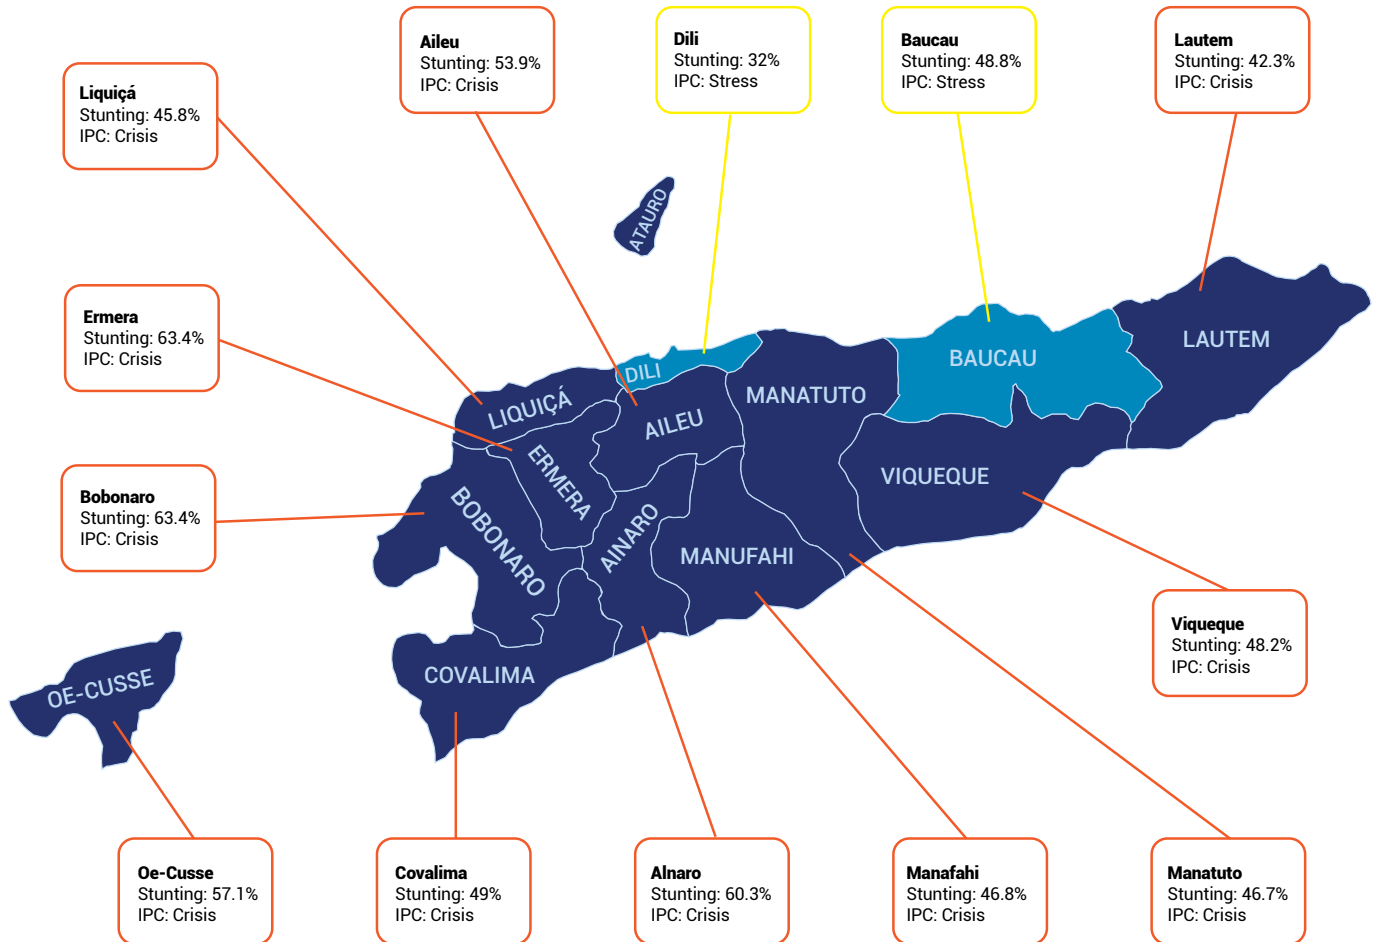 Aileu
Stunting: 53.9%
IPC: Crisis
Dili
Stunting: 32%
IPC: Stress
Baucau
Stunting: 48.8%
IPC: Stress
Lautem
Stunting: 42.3%
IPC: Crisis
Liquiçá
Stunting: 45.8%
IPC: Crisis
Ermera
Stunting: 63.4%
IPC: Crisis
Bobonaro
Stunting: 63.4%
IPC: Crisis
ATAURO
LAUTEM
BAUCAU
DILI
MANATUTO
LIQUIÇÁ
AILEU
ERMERA
VIQUEQUE
BOBONARO
AINARO
MANUFAHI
COVALIMA
OE-CUSSE
Viqueque
Stunting: 48.2%
IPC: Crisis
Oe-Cusse
Stunting: 57.1%
IPC: Crisis
Covalima
Stunting: 49%
IPC: Crisis
Alnaro
Stunting: 60.3%
IPC: Crisis
Manafahi
Stunting: 46.8%
IPC: Crisis
Manatuto
Stunting: 46.7%
IPC: Crisis